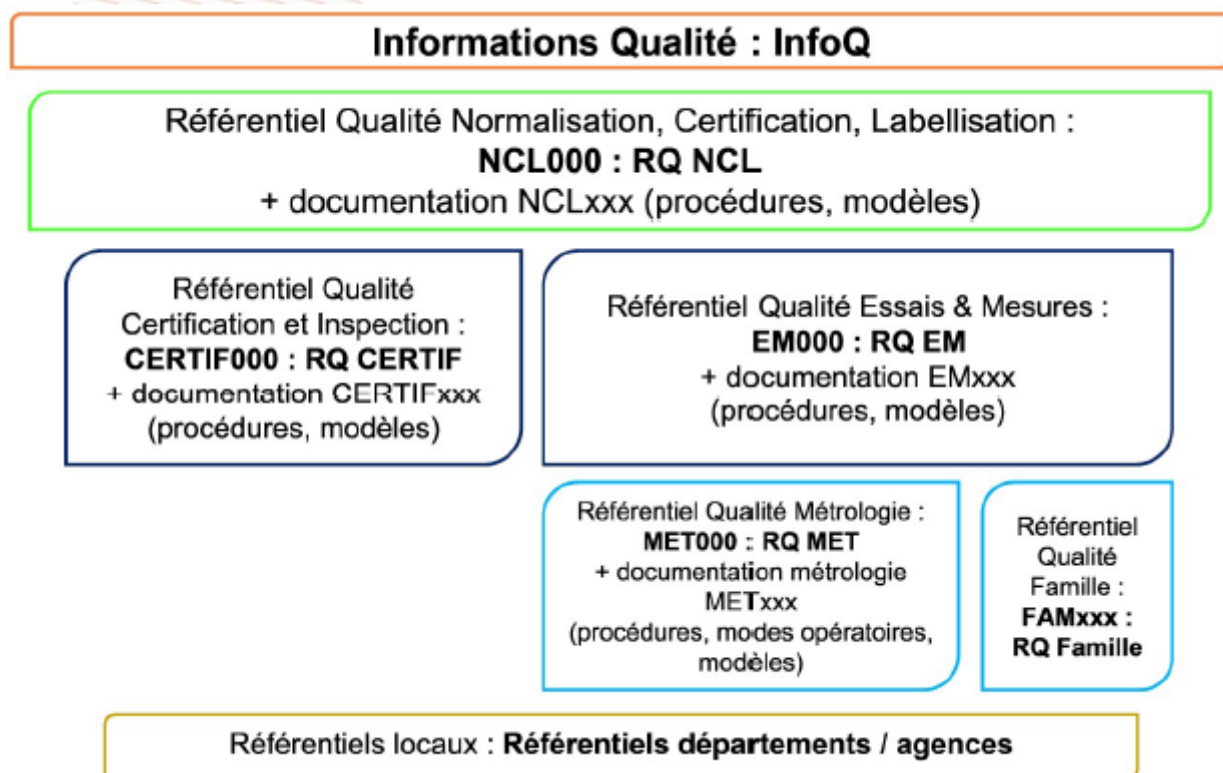 Informations Qualité : InfoQ
Référentiel Qualité Normalisation, Certification, Labellisation :
NCL000 : RQ NCL
+ documentation NCLxxx (procédures, modèles)
Référentiel Qualité
Certification et Inspection :
CERTIF000 : RQ CERTIF
+ documentation CERTIFxxx
(procédures, modèles)
Référentiel Qualité Essais & Mesures :
EM000 : RQ EM
+ documentation EMxxx
(procédures, modèles)
Référentiel Qualité Métrologie :
MET000 : RQ MET
+ documentation métrologie
METxxx
(procédures, modes opératoires,
modèles)
Référentiel
Qualité
Famille :
FAMxxx :
RQ Famille
Référentiels locaux : Référentiels départements / agences